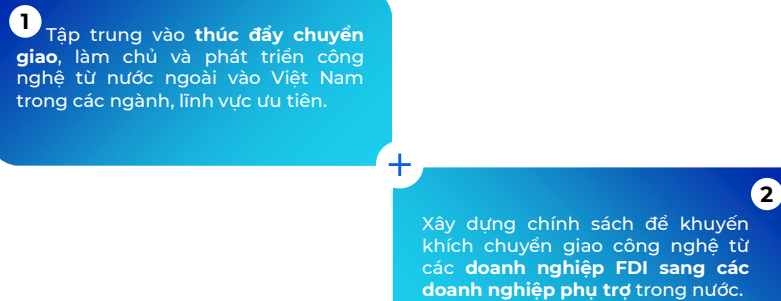 1
Tập trung vào thúc đẩy chuyển
giao, làm chủ và phát triển công
nghệ từ nước ngoài vào Việt Nam
trong các ngành, lĩnh vực ưu tiên.
+
2
Xây dựng chính sách để khuyến
khích chuyển giao công nghệ từ
các doanh nghiệp FDI sang các
doanh nghiệp phụ trợ trong nước.